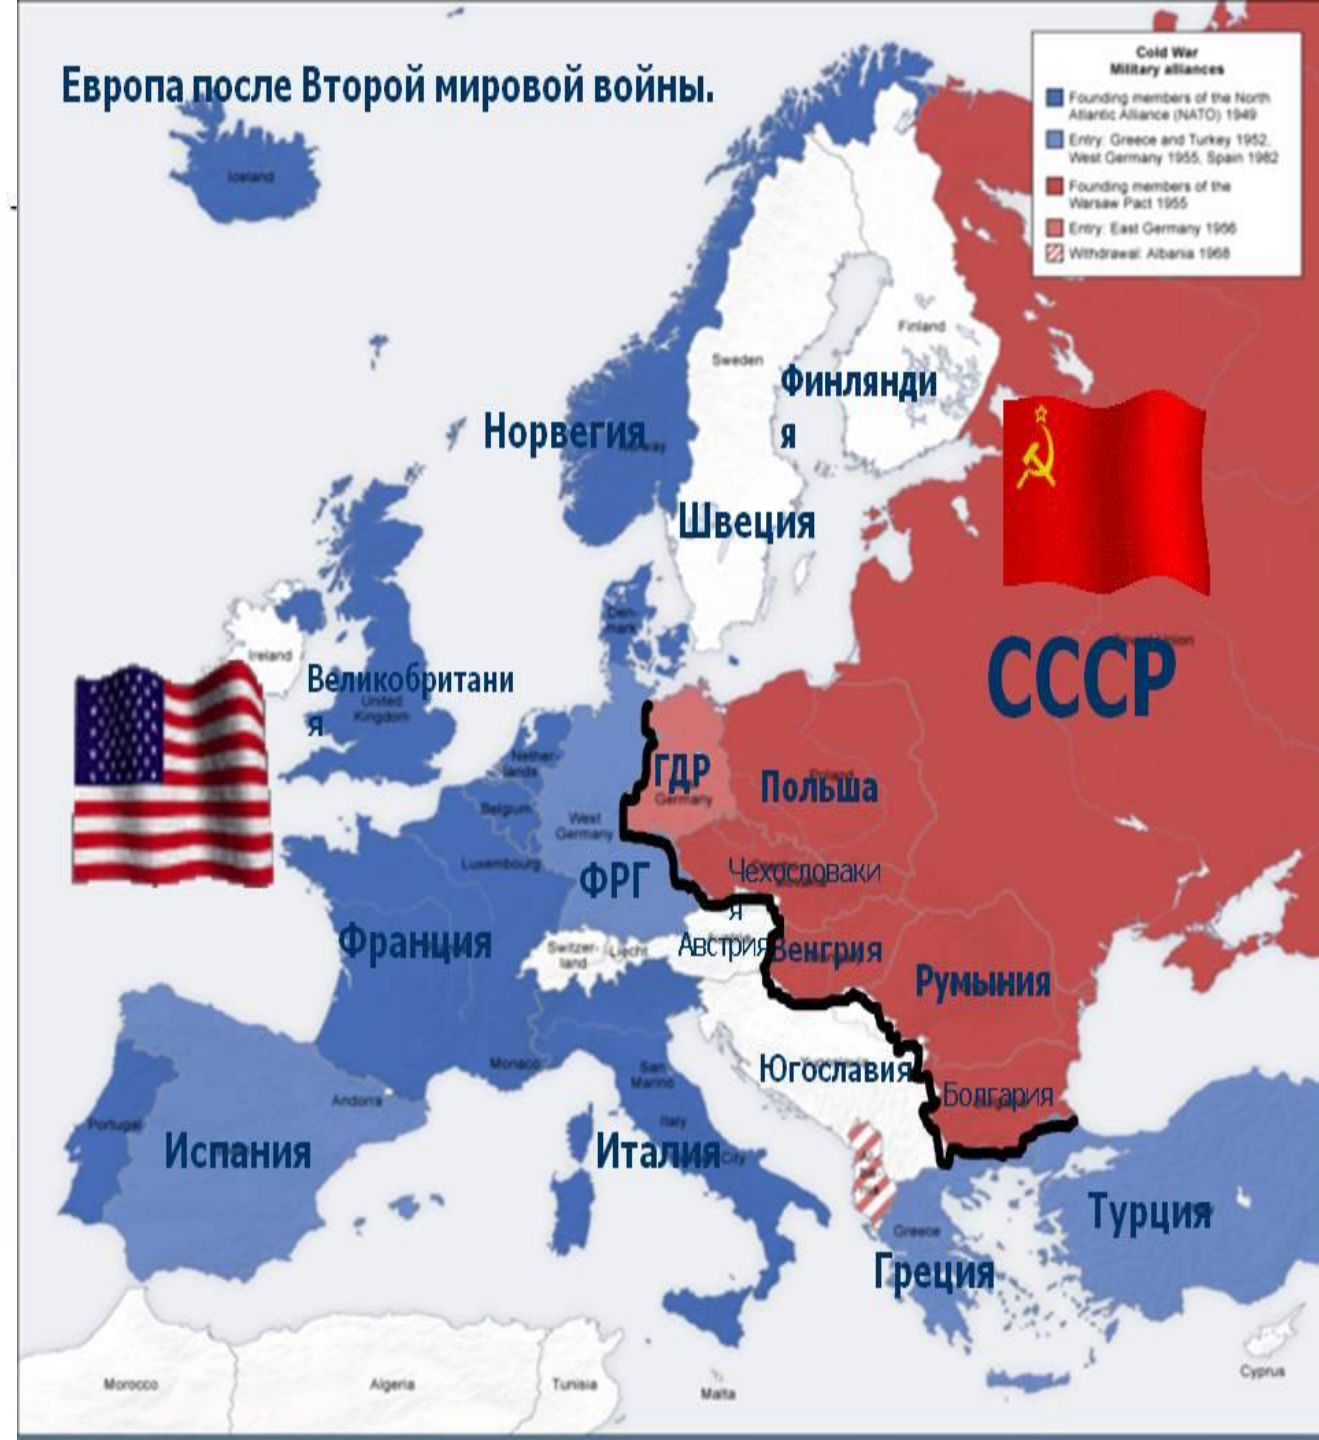 Европа после Второй мировой войны.
Cold War
Military alliances
Founding members of the North
Atlantic Alliance (NATO) 1949
Entry: Greece and Turkey 1952,
West Germany 1955, Spain 1982
Founding members of the
Warsaw Pact 1955
Entry: East Germany 1956
Withdrawal: Albania 1968
Iceland
Finland
Sweden
Финлянди
я
Норвегия
Швеция
Den-
mark
Ireland
СССР
Великобритани
я
United
Kingdom
Nether-
lands
ГДР
Germany
Польша
Belgium
West
Germany
Luxembourg
ФРГ
Чехословаки
я
Франция
Switzer-
land
Liecht
Австрия
Венгрия
Румыния
Monaco
San
Marino
Югославия
Болгария
Andorra
Portugal
Испания
Italy
Италия
City
Турция
Greece
Греция
Morocco
Algeria
Tunisia
Malta
Cyprus